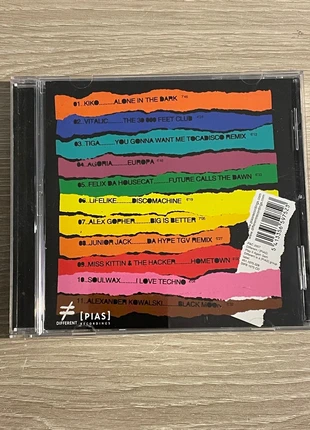 01. KIKO........ALONE IN THE DARK
02. VITALIC........THE 30 000 FEET CLUB
03. TIGA........YOU GONNA WANT ME TOCADISCO REMIX
04. AGORIA........EUROPA
05. FELIX DA HOUSECAT........FUTURE CALLS THE DAWN
06. LIFELIKE........DISCOMACHINE
07. ALEX GOPHER........BIG IS BETTER
08. JUNIOR JACK........DA HYPE TGV REMIX
09. MISS KITTIN & THE HACKER........HOMETOWN
10. SOULWAX........I LOVE TECHNO
11. ALEXANDER KOWALSKI........BLACK MOON
≠ [PIAS]
DIFFERENT RECORDINGS